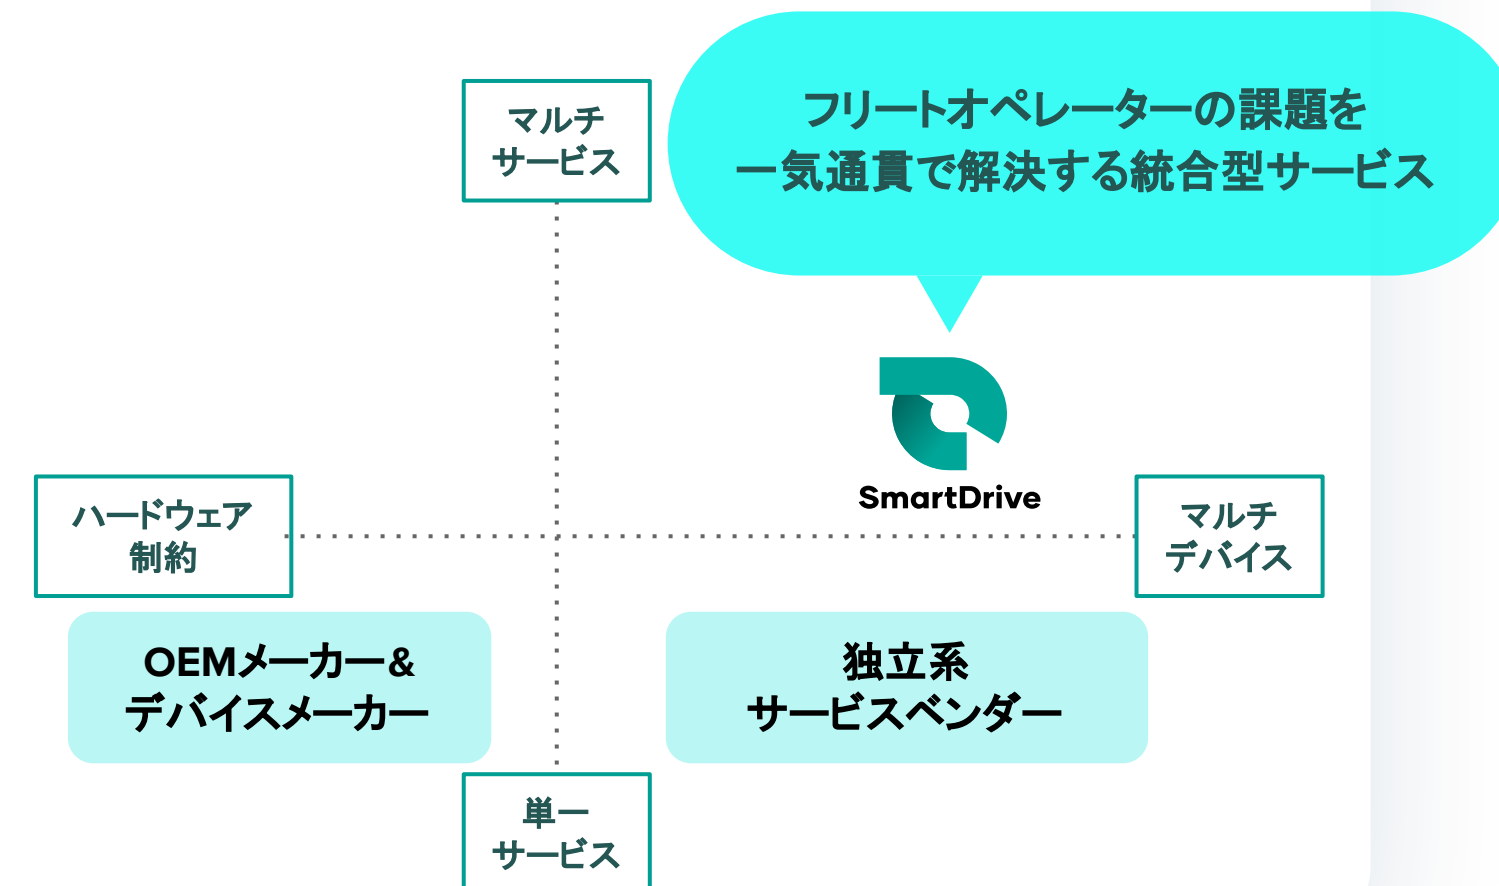 フリートオペレーターの課題を
一気通貫で解決する統合型サービス
マルチ
サービス
SmartDrive
ハードウェア
制約
マルチ
デバイス
OEMメーカー&
デバイスメーカー
独立系
サービスベンダー
単一
サービス